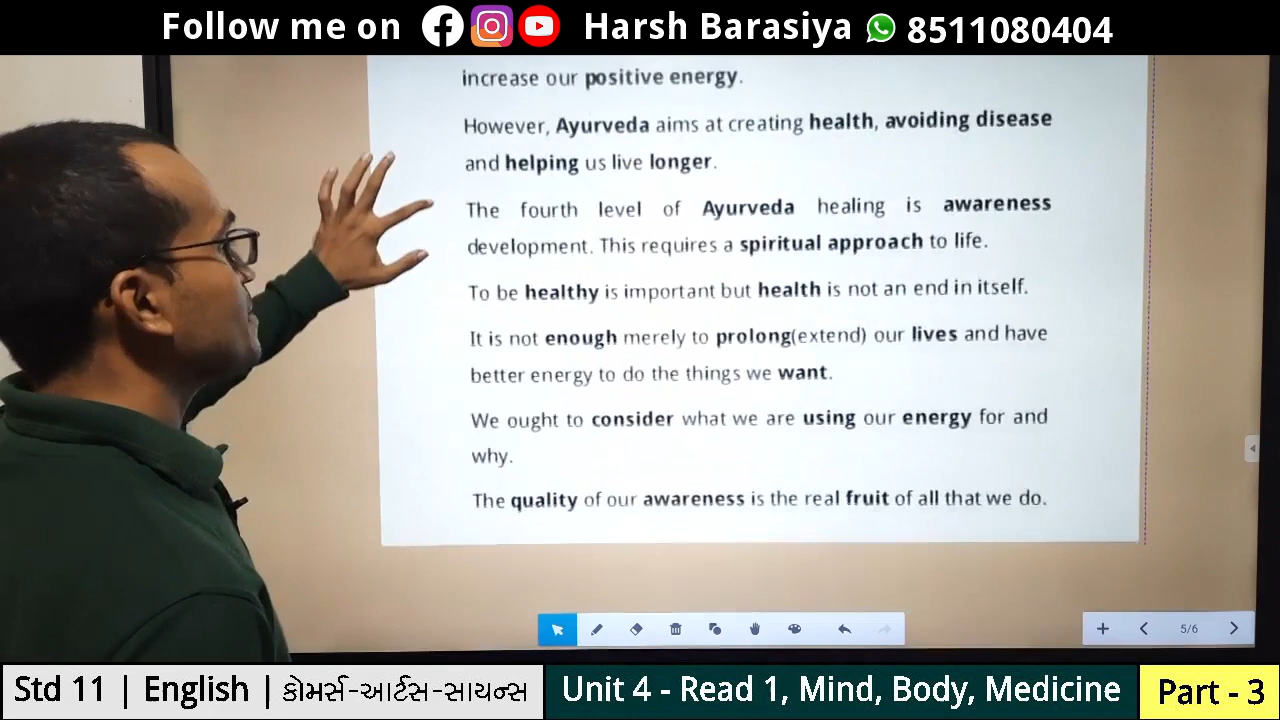 Follow me on Harsh Barasiya 8511080404
increase our positive energy.
However, Ayurveda aims at creating health, avoiding disease
and helping us live longer.
The fourth level of Ayurveda healing is awareness
development. This requires a spiritual approach to life.
To be healthy is important but health is not an end in itself.
It is not enough merely to prolong(extend) our lives and have
better energy to do the things we want.
We ought to consider what we are using our energy for and
why.
The quality of our awareness is the real fruit of all that we do.
5/6
Std 11 | English | કોમર્સ-આર્ટસ-સાયન્સ Unit 4 - Read 1, Mind, Body, Medicine Part - 3